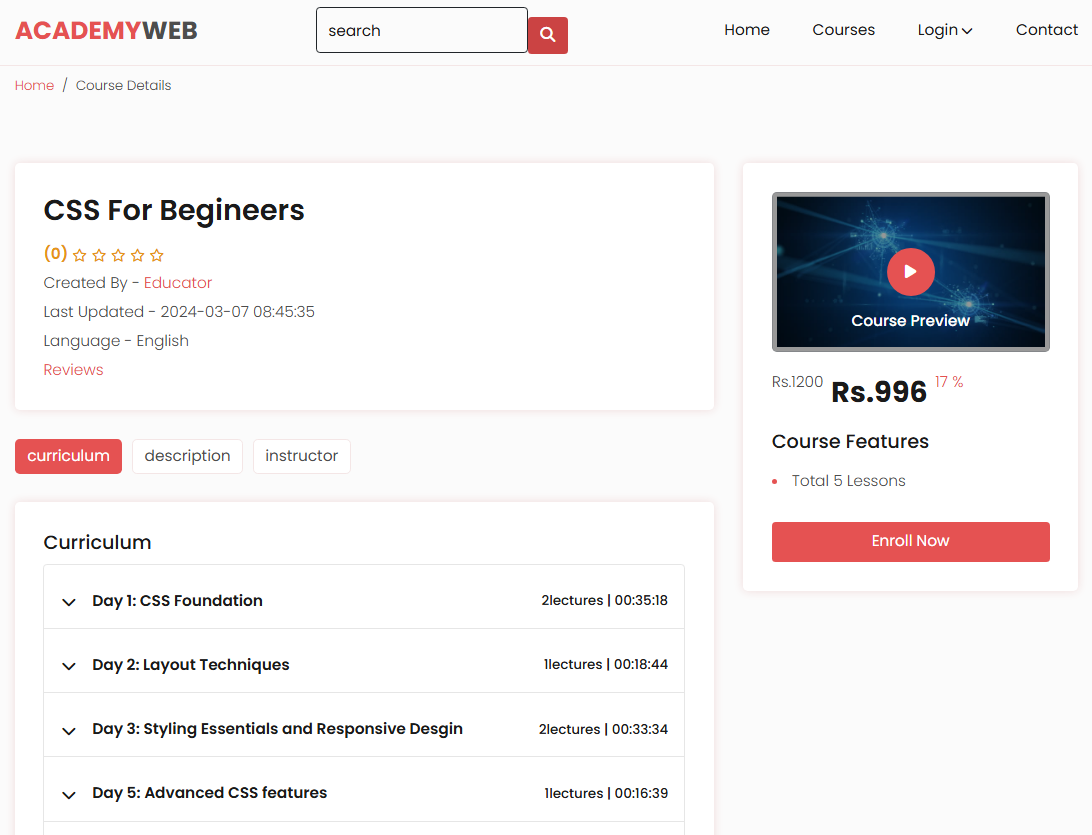 ACADEMYWEB
search
Home Courses Login Contact
Home / Course Details
CSS For Begineers
(0)
Created By - Educator
Last Updated - 2024-03-07 08:45:35
Language - English
Reviews
curriculum description instructor
Curriculum
Day 1: CSS Foundation 2lectures | 00:35:18
Day 2: Layout Techniques 1lectures | 00:18:44
Day 3: Styling Essentials and Responsive Desgin 2lectures | 00:33:34
Day 5: Advanced CSS features 1lectures | 00:16:39
Course Preview
Rs.1200 Rs.996 17 %
Course Features
Total 5 Lessons
Enroll Now